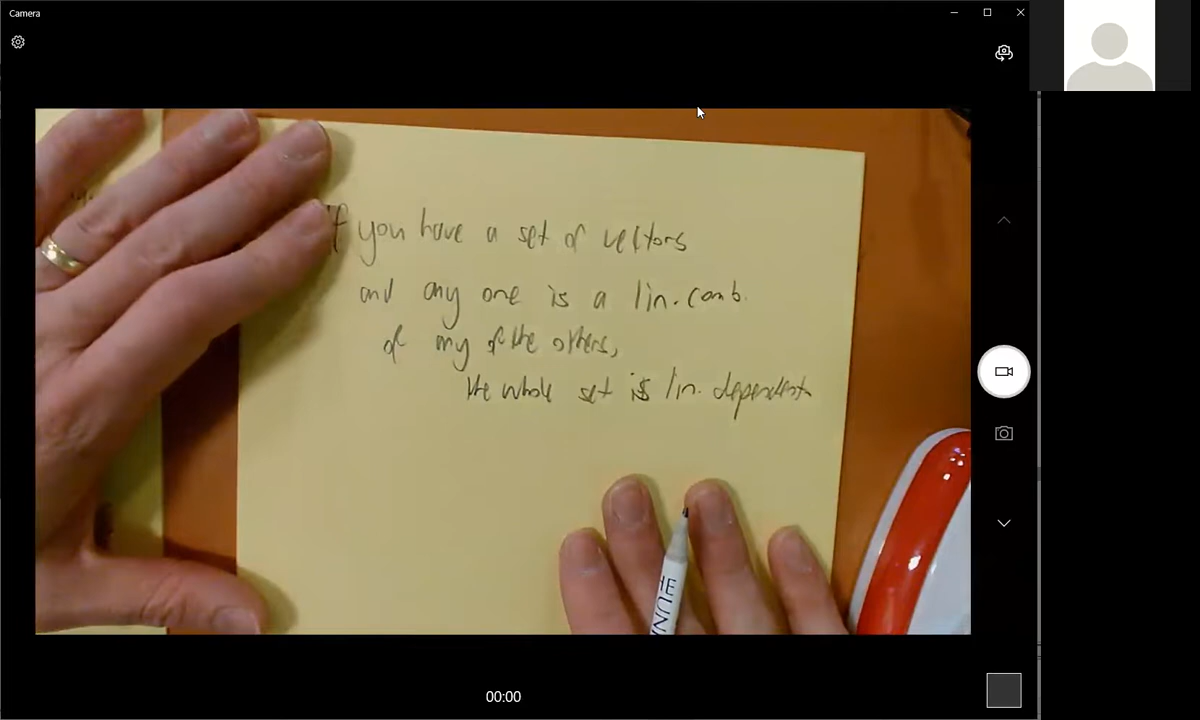 Camera
If you have a set of vectors
and any one is a lin. comb.
of any of the others,
the whole set is lin. dependent
00:00